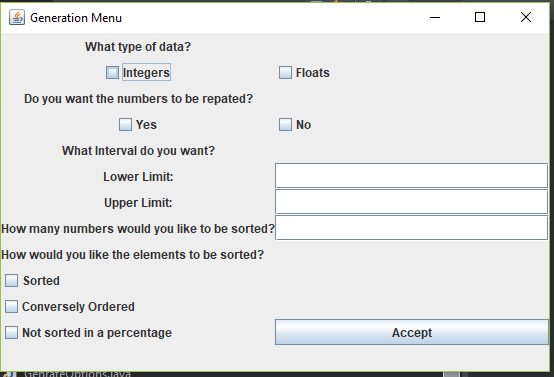 Generation Menu
What type of data?
Integers Floats
Do you want the numbers to be repated?
Yes No
What Interval do you want?
Lower Limit:
Upper Limit:
How many numbers would you like to be sorted?
How would you like the elements to be sorted?
Sorted
Conversely Ordered
Not sorted in a percentage Accept
GenrateOptions.java